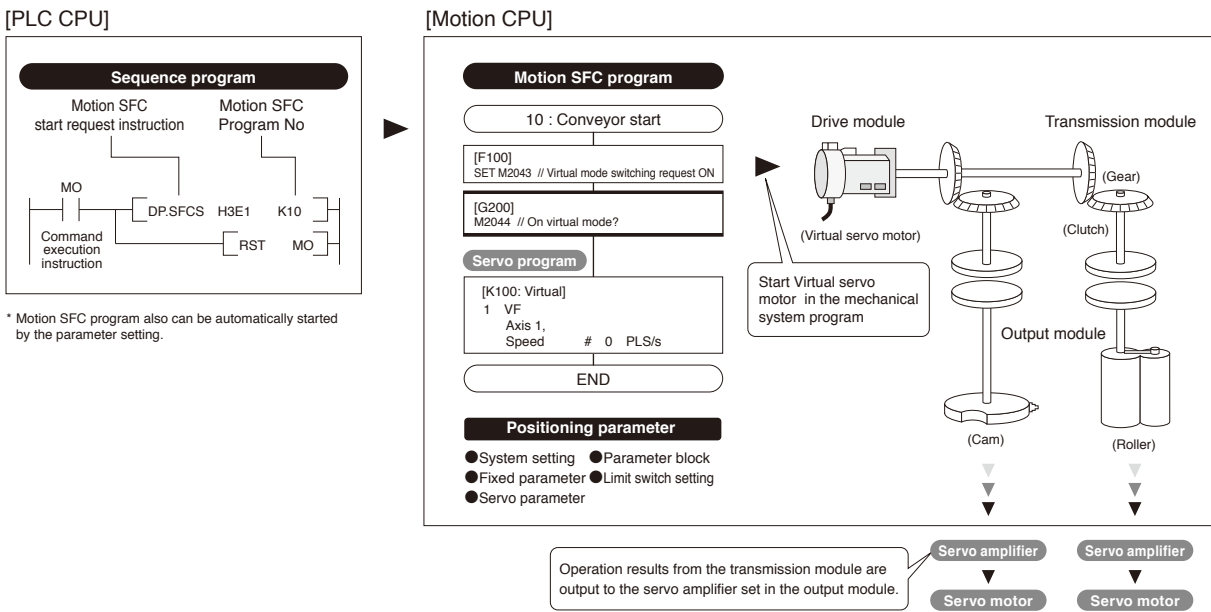 [PLC CPU]
Sequence program
Motion SFC
start request instruction
Motion SFC
Program No
MO
DP.SFCS H3E1 K10
Command
execution
instruction
RST MO
* Motion SFC program also can be automatically started
by the parameter setting.
[Motion CPU]
Motion SFC program
10 : Conveyor start
[F100]
SET M2043 // Virtual mode switching request ON
[G200]
M2044 // On virtual mode?
Servo program
[K100: Virtual]
1 VF
Axis 1,
Speed # 0 PLS/s
END
Positioning parameter
●System setting ●Parameter block
●Fixed parameter ●Limit switch setting
●Servo parameter
Drive module
(Virtual servo motor)
Start Virtual servo
motor in the mechanical
system program
Transmission module
(Gear)
(Clutch)
Output module
(Cam)
(Roller)
Operation results from the transmission module are
output to the servo amplifier set in the output module.
Servo amplifier
Servo amplifier
Servo motor
Servo motor